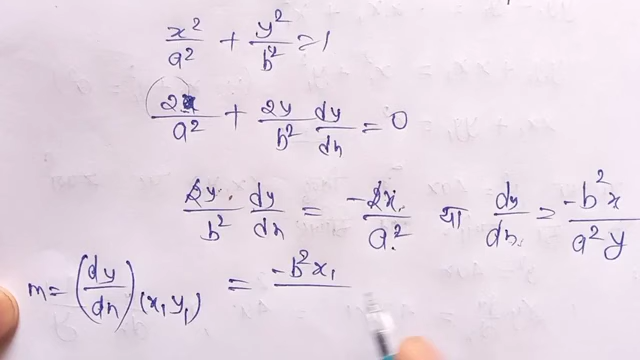 x²/a² + y²/b² = 1
2x/a² + 2y/b² dy/dx = 0
2y/b² dy/dx = -2x/a² या dy/dx = -b²x/a²y
m = (dy/dx)(x₁ y₁) = -b²x₁/